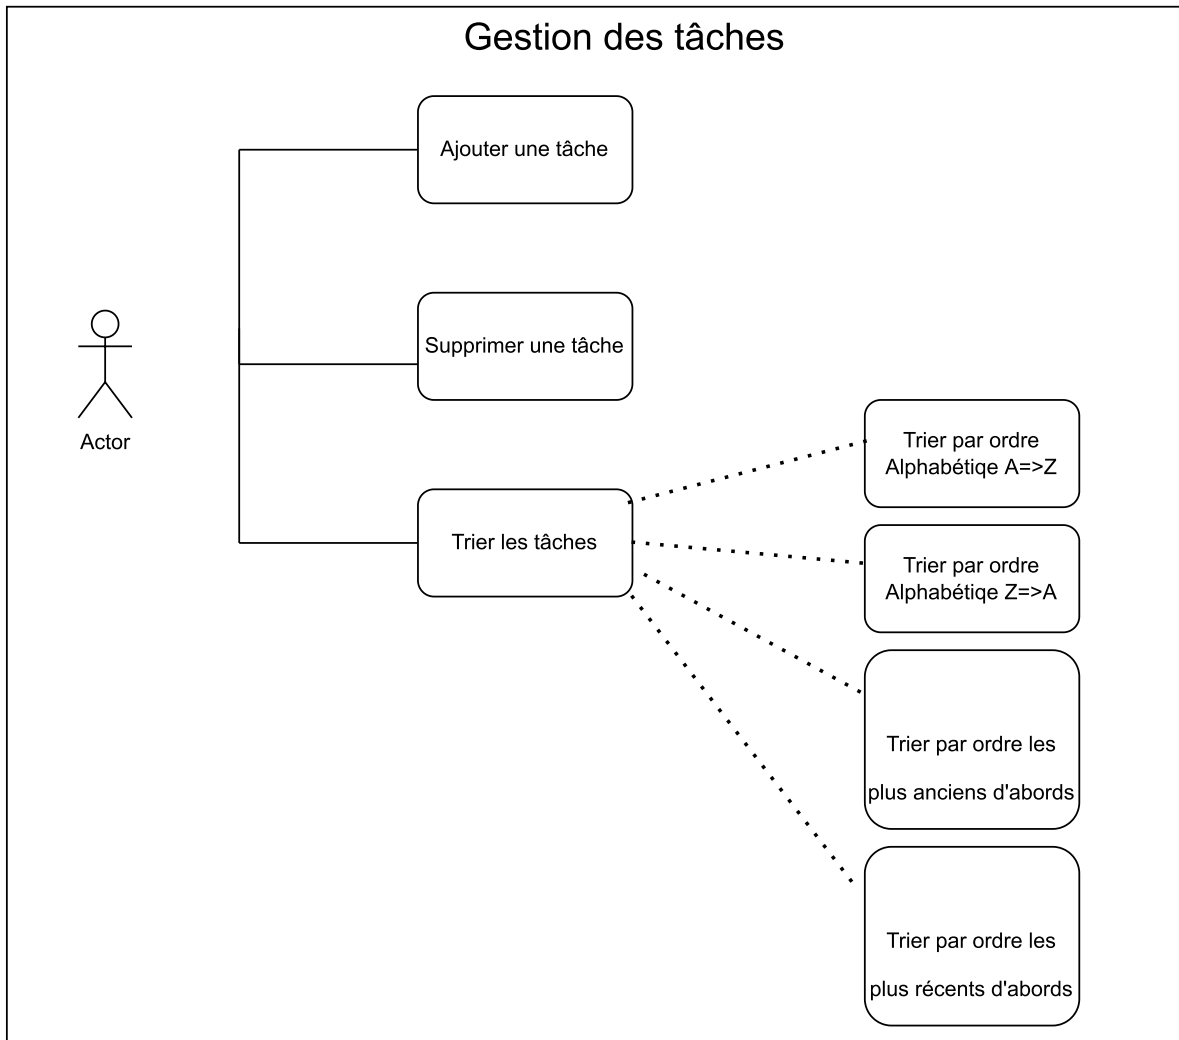 Gestion des tâches
Ajouter une tâche
Supprimer une tâche
Actor
Trier les tâches
Trier par ordre
Alphabétiqe A=>Z
Trier par ordre
Alphabétiqe Z=>A
Trier par ordre les
plus anciens d'abords
Trier par ordre les
plus récents d'abords